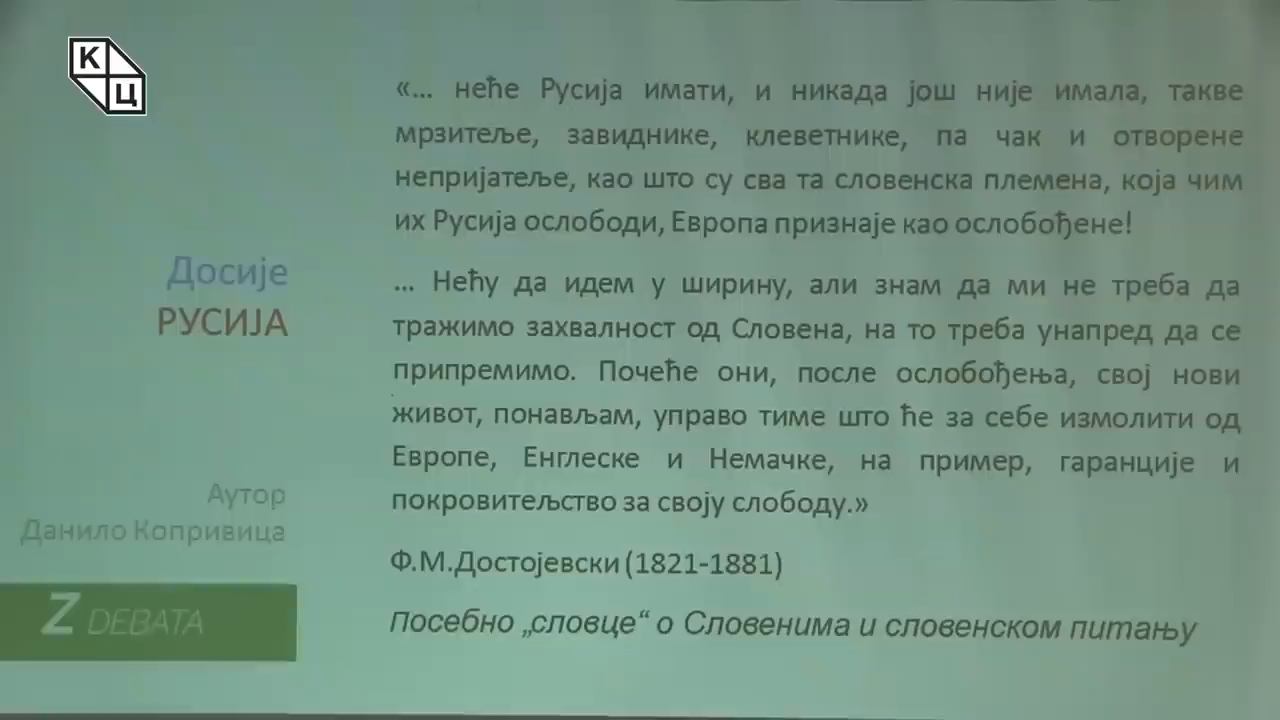 К
Ц
«... неће Русија имати, и никада још није имала, такве
мрзитеље, завиднике, клеветнике, па чак и отворене
непријатеље, као што су сва та словенска племена, која чим
их Русија ослободи, Европа признаје као ослобођене!
... Нећу да идем у ширину, али знам да ми не треба да
тражимо захвалност од Словена, на то треба унапред да се
припремимо. Почеће они, после ослобођења, свој нови
живот, понављам, управо тиме што ће за себе измолити од
Европе, Енглеске и Немачке, на пример, гаранције и
покровитељство за своју слободу.»
Ф.М.Достојевски (1821-1881)
Посебно „словце“ о Словенима и словенском питању
Досије
РУСИЈА
Аутор
Данило Копривица
Z DEBATA